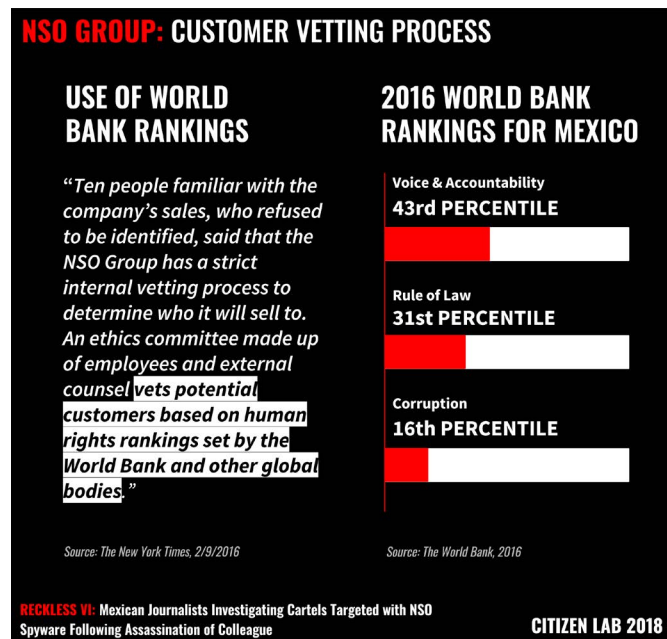 NSO GROUP: CUSTOMER VETTING PROCESS
USE OF WORLD
BANK RANKINGS
“Ten people familiar with the
company’s sales, who refused
to be identified, said that the
NSO Group has a strict
internal vetting process to
determine who it will sell to.
An ethics committee made up
of employees and external
counsel vets potential
customers based on human
rights rankings set by the
World Bank and other global
bodies.”
Source: The New York Times, 2/9/2016
2016 WORLD BANK
RANKINGS FOR MEXICO
Voice & Accountability
43rd PERCENTILE
Rule of Law
31st PERCENTILE
Corruption
16th PERCENTILE
Source: The World Bank, 2016
RECKLESS VI: Mexican Journalists Investigating Cartels Targeted with NSO
Spyware Following Assassination of Colleague
CITIZEN LAB 2018